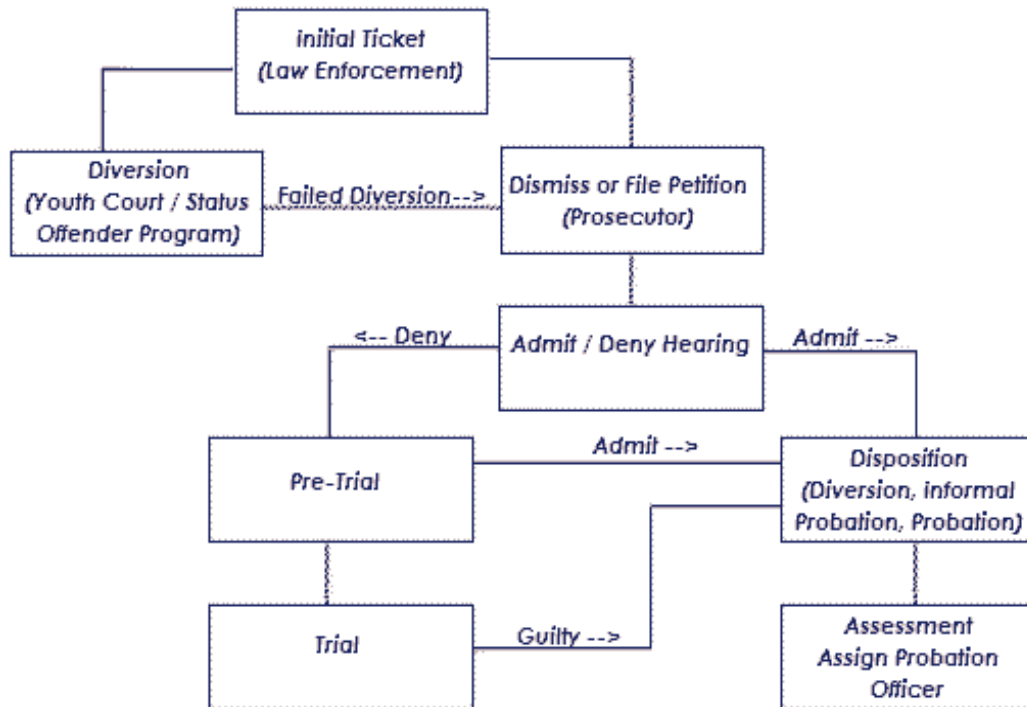 initial Ticket
(Law Enforcement)
Diversion
(Youth Court / Status
Offender Program)
Failed Diversion-->
Dismiss or File Petition
(Prosecutor)
<-- Deny
Admit / Deny Hearing
Admit -->
Pre-Trial
Admit -->
Disposition
(Diversion, informal
Probation, Probation)
Trial
Guilty -->
Assessment
Assign Probation
Officer